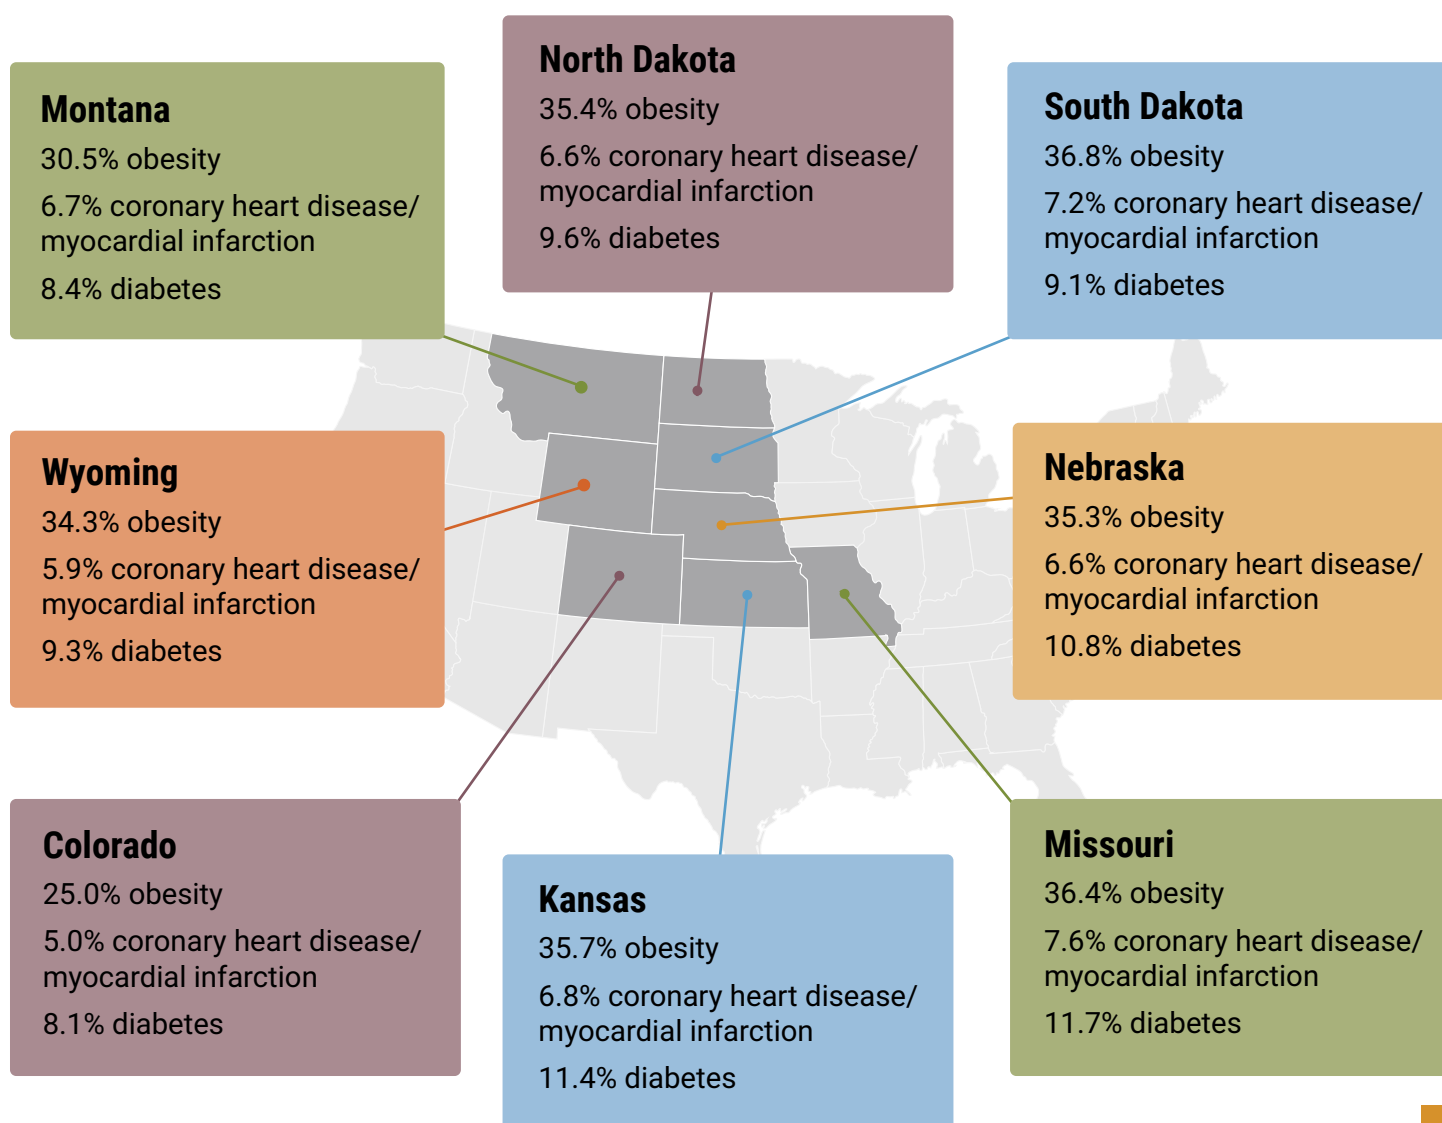 North Dakota
35.4% obesity
6.6% coronary heart disease/
myocardial infarction
9.6% diabetes
Montana
30.5% obesity
6.7% coronary heart disease/
myocardial infarction
8.4% diabetes
South Dakota
36.8% obesity
7.2% coronary heart disease/
myocardial infarction
9.1% diabetes
Wyoming
34.3% obesity
5.9% coronary heart disease/
myocardial infarction
9.3% diabetes
Nebraska
35.3% obesity
6.6% coronary heart disease/
myocardial infarction
10.8% diabetes
Colorado
25.0% obesity
5.0% coronary heart disease/
myocardial infarction
8.1% diabetes
Kansas
35.7% obesity
6.8% coronary heart disease/
myocardial infarction
11.4% diabetes
Missouri
36.4% obesity
7.6% coronary heart disease/
myocardial infarction
11.7% diabetes